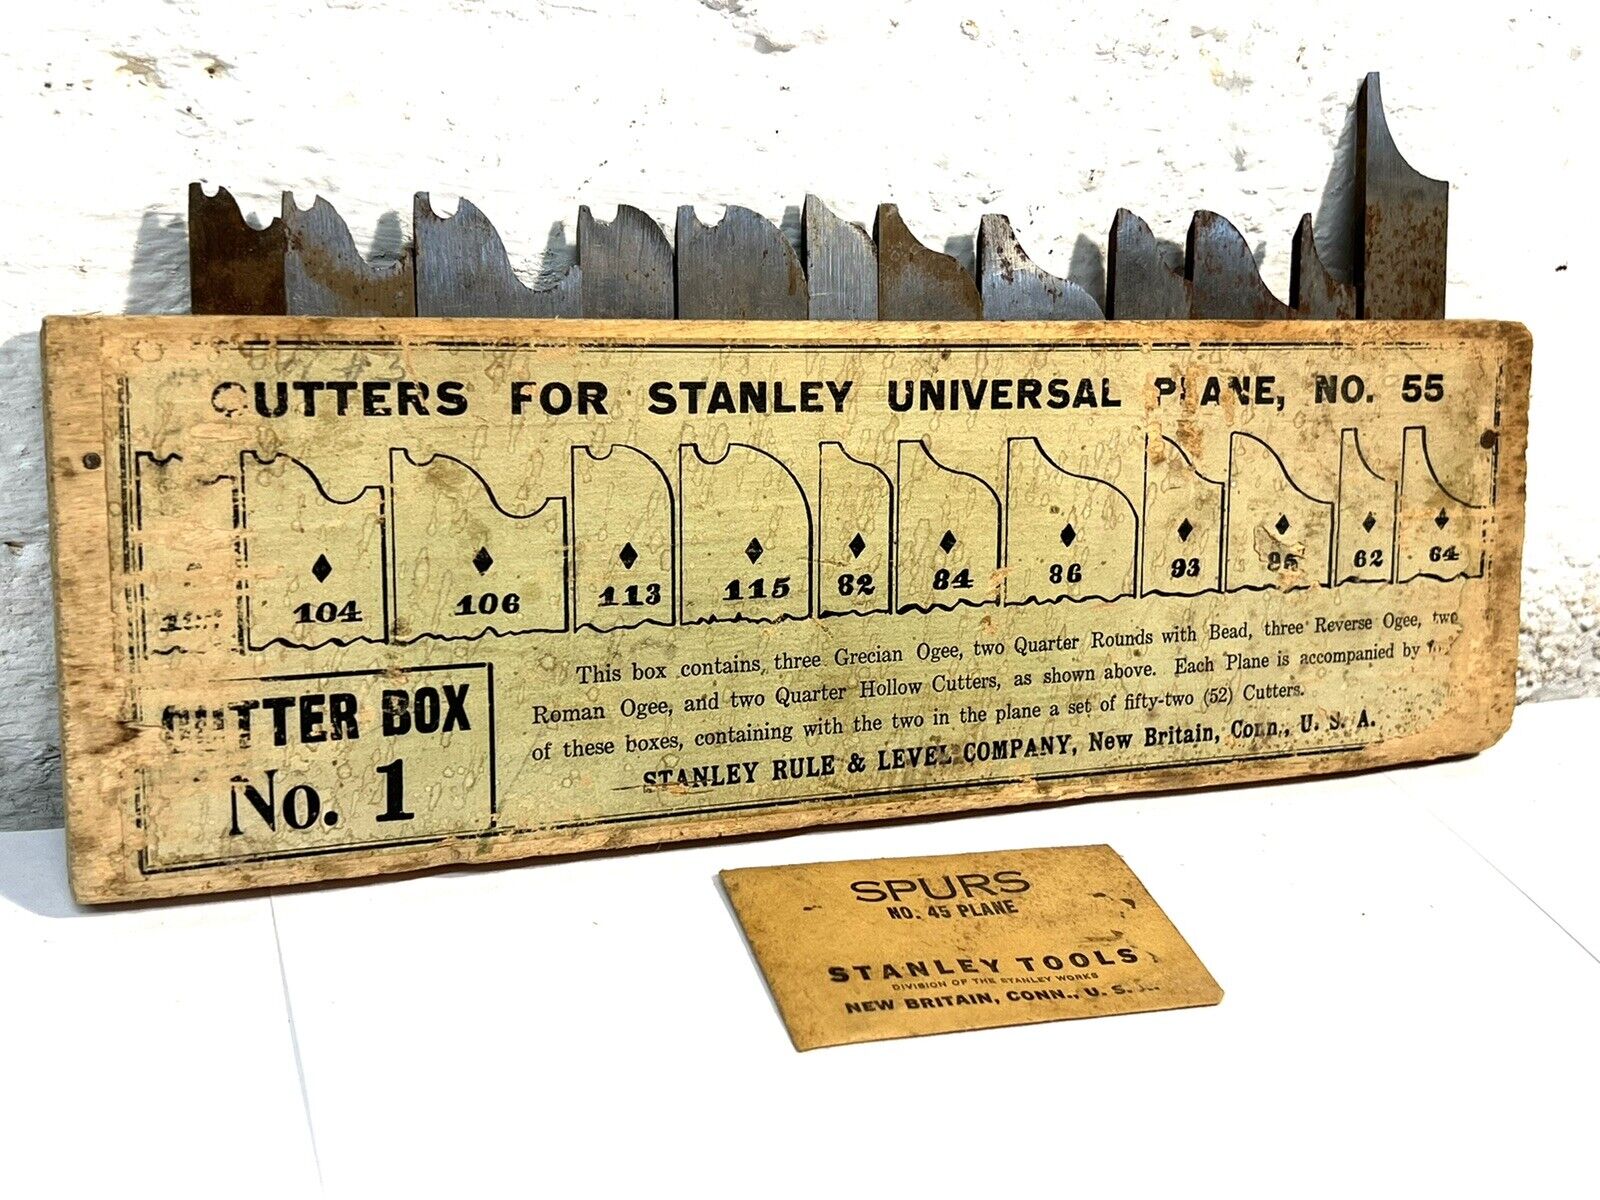 CUTTERS FOR STANLEY UNIVERSAL PLANE, NO. 55
104 106 113 115 82 84 86 93 95 62 64
CUTTER BOX
No. 1
This box contains, three Grecian Ogee, two Quarter Rounds with Bead, three Reverse Ogee, two
Roman Ogee, and two Quarter Hollow Cutters, as shown above. Each Plane is accompanied by
of these boxes, containing with the two in the plane a set of fifty-two (52) Cutters.
STANLEY RULE & LEVEL COMPANY, New Britain, Conn., U. S. A.
SPURS
NO. 45 PLANE
STANLEY TOOLS
DIVISION OF THE STANLEY WORKS
NEW BRITAIN, CONN., U. S.